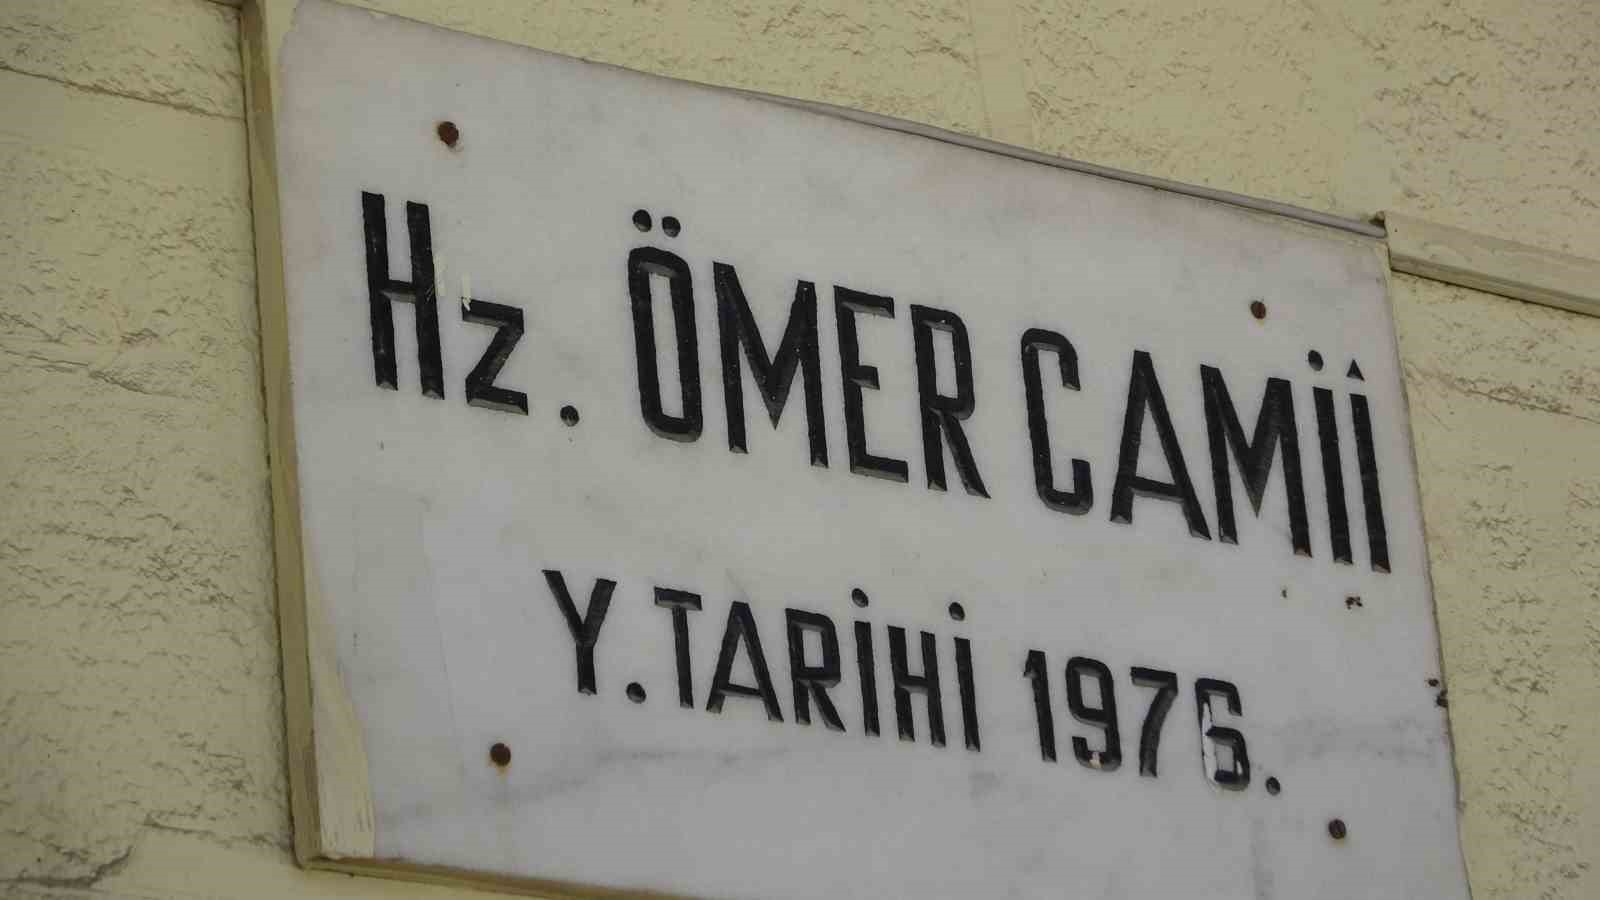 Hz. ÖMER CAMİÎ
Y. TARİHİ 1976.